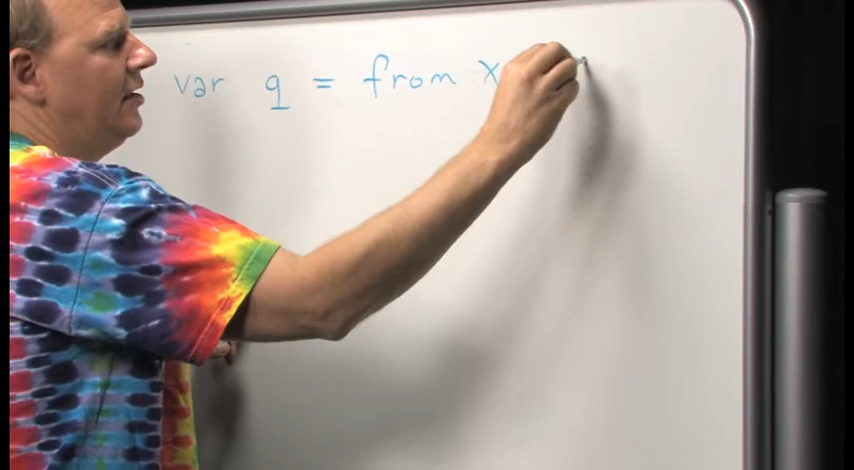 var q = from x